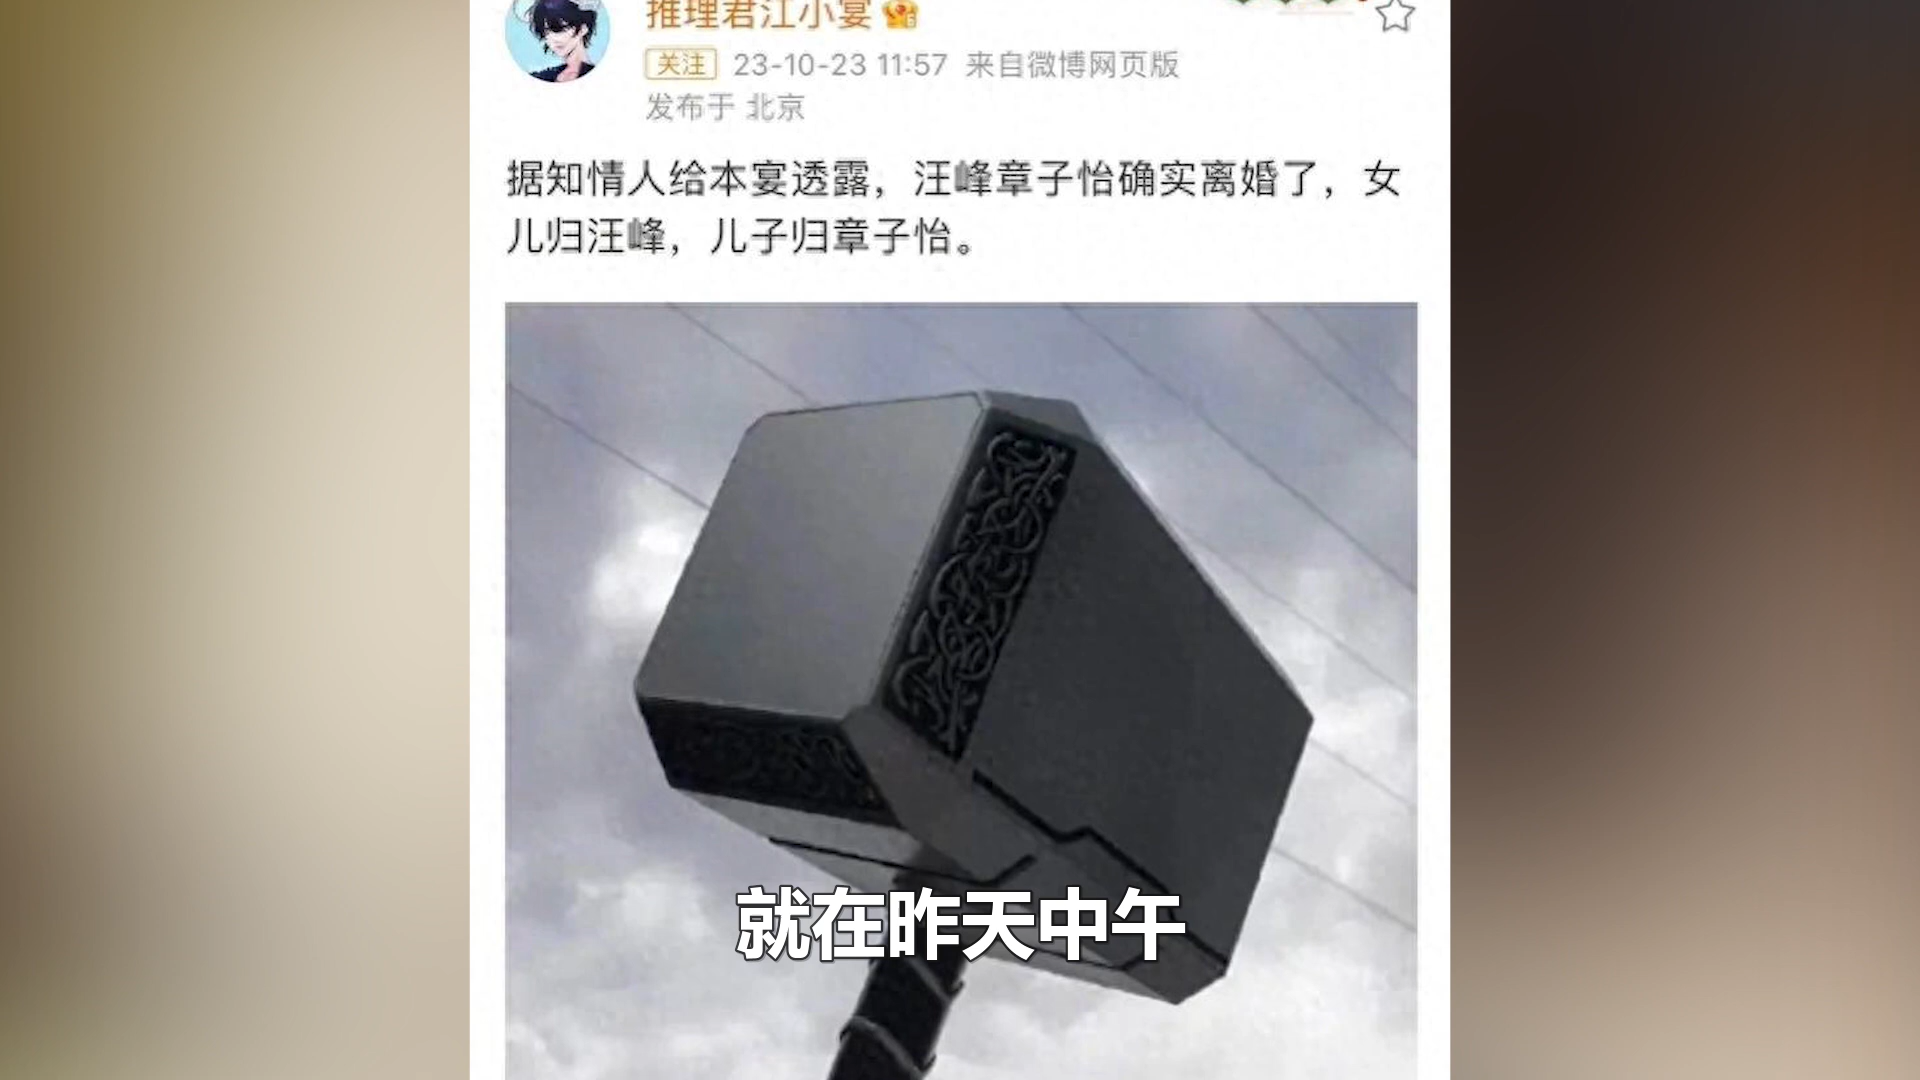 推理君江小宴
关注 23-10-23 11:57 来自微博网页版
发布于 北京
据知情人给本宴透露，汪峰章子怡确实离婚了，女
儿归汪峰，儿子归章子怡。
就在昨天中午